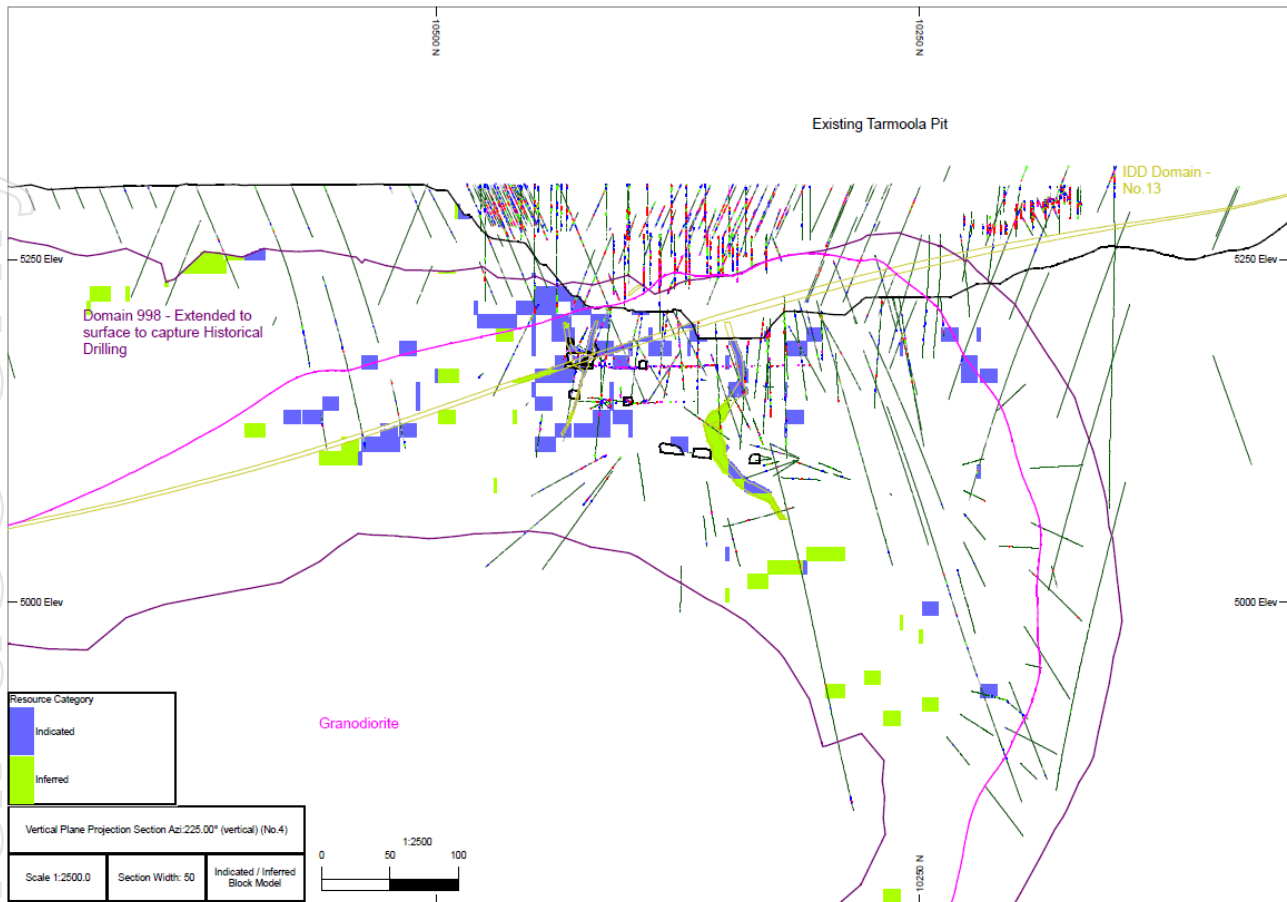 10500 N
10250 N
Existing Tarmoola Pit
IDD Domain -
No.13
5250 Elev
5250 Elev
Domain 998 - Extended to
surface to capture Historical
Drilling
5000 Elev
5000 Elev
Resource Category
Indicated
Inferred
Granodiorite
Vertical Plane Projection Section Azi:225.00° (vertical) (No.4)
Scale 1:2500.0
Section Width: 50
Indicated / Inferred
Block Model
1:2500
0 50 100
10250 N